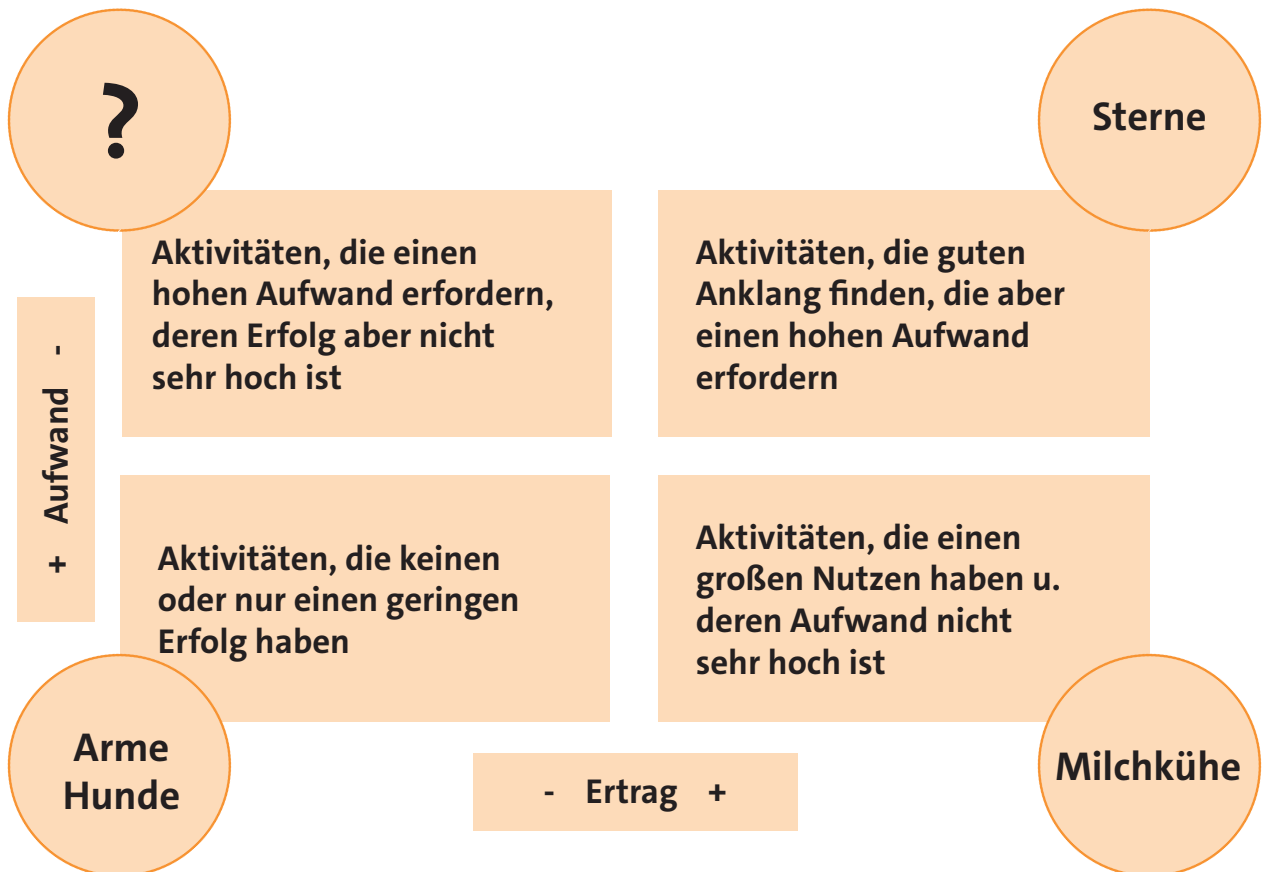 ?
Sterne
Aktivitäten, die einen
hohen Aufwand erfordern,
deren Erfolg aber nicht
sehr hoch ist
Aktivitäten, die guten
Anklang finden, die aber
einen hohen Aufwand
erfordern
+ Aufwand -
Aktivitäten, die keinen
oder nur einen geringen
Erfolg haben
Aktivitäten, die einen
großen Nutzen haben u.
deren Aufwand nicht
sehr hoch ist
Arme
Hunde
- Ertrag +
Milchkühe